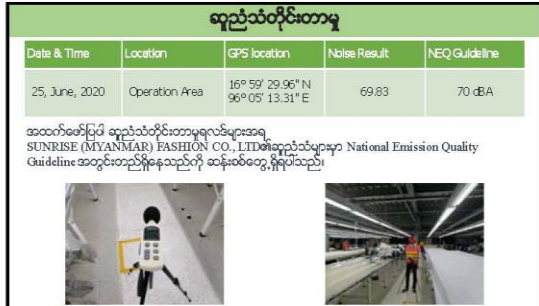 ဆူညံသံတိုင်းတာမှု
Date & Time Location GPS location Noise Result NEQ Guideline
25, June, 2020 Operation Area 16° 59' 29.96" N 96° 05' 13.31" E 69.83 70 dBA
အထက်ဖော်ပြပါ ဆူညံသံတိုင်းတာမှုရလဒ်များအရ
SUNRISE (MYANMAR) FASHION CO., LTD၏ဆူညံသံများမှာ National Emission Quality
Guideline အတွင်းတည်ရှိနေသည်ကို ဆန်းစစ်တွေ့ရှိရပါသည်။